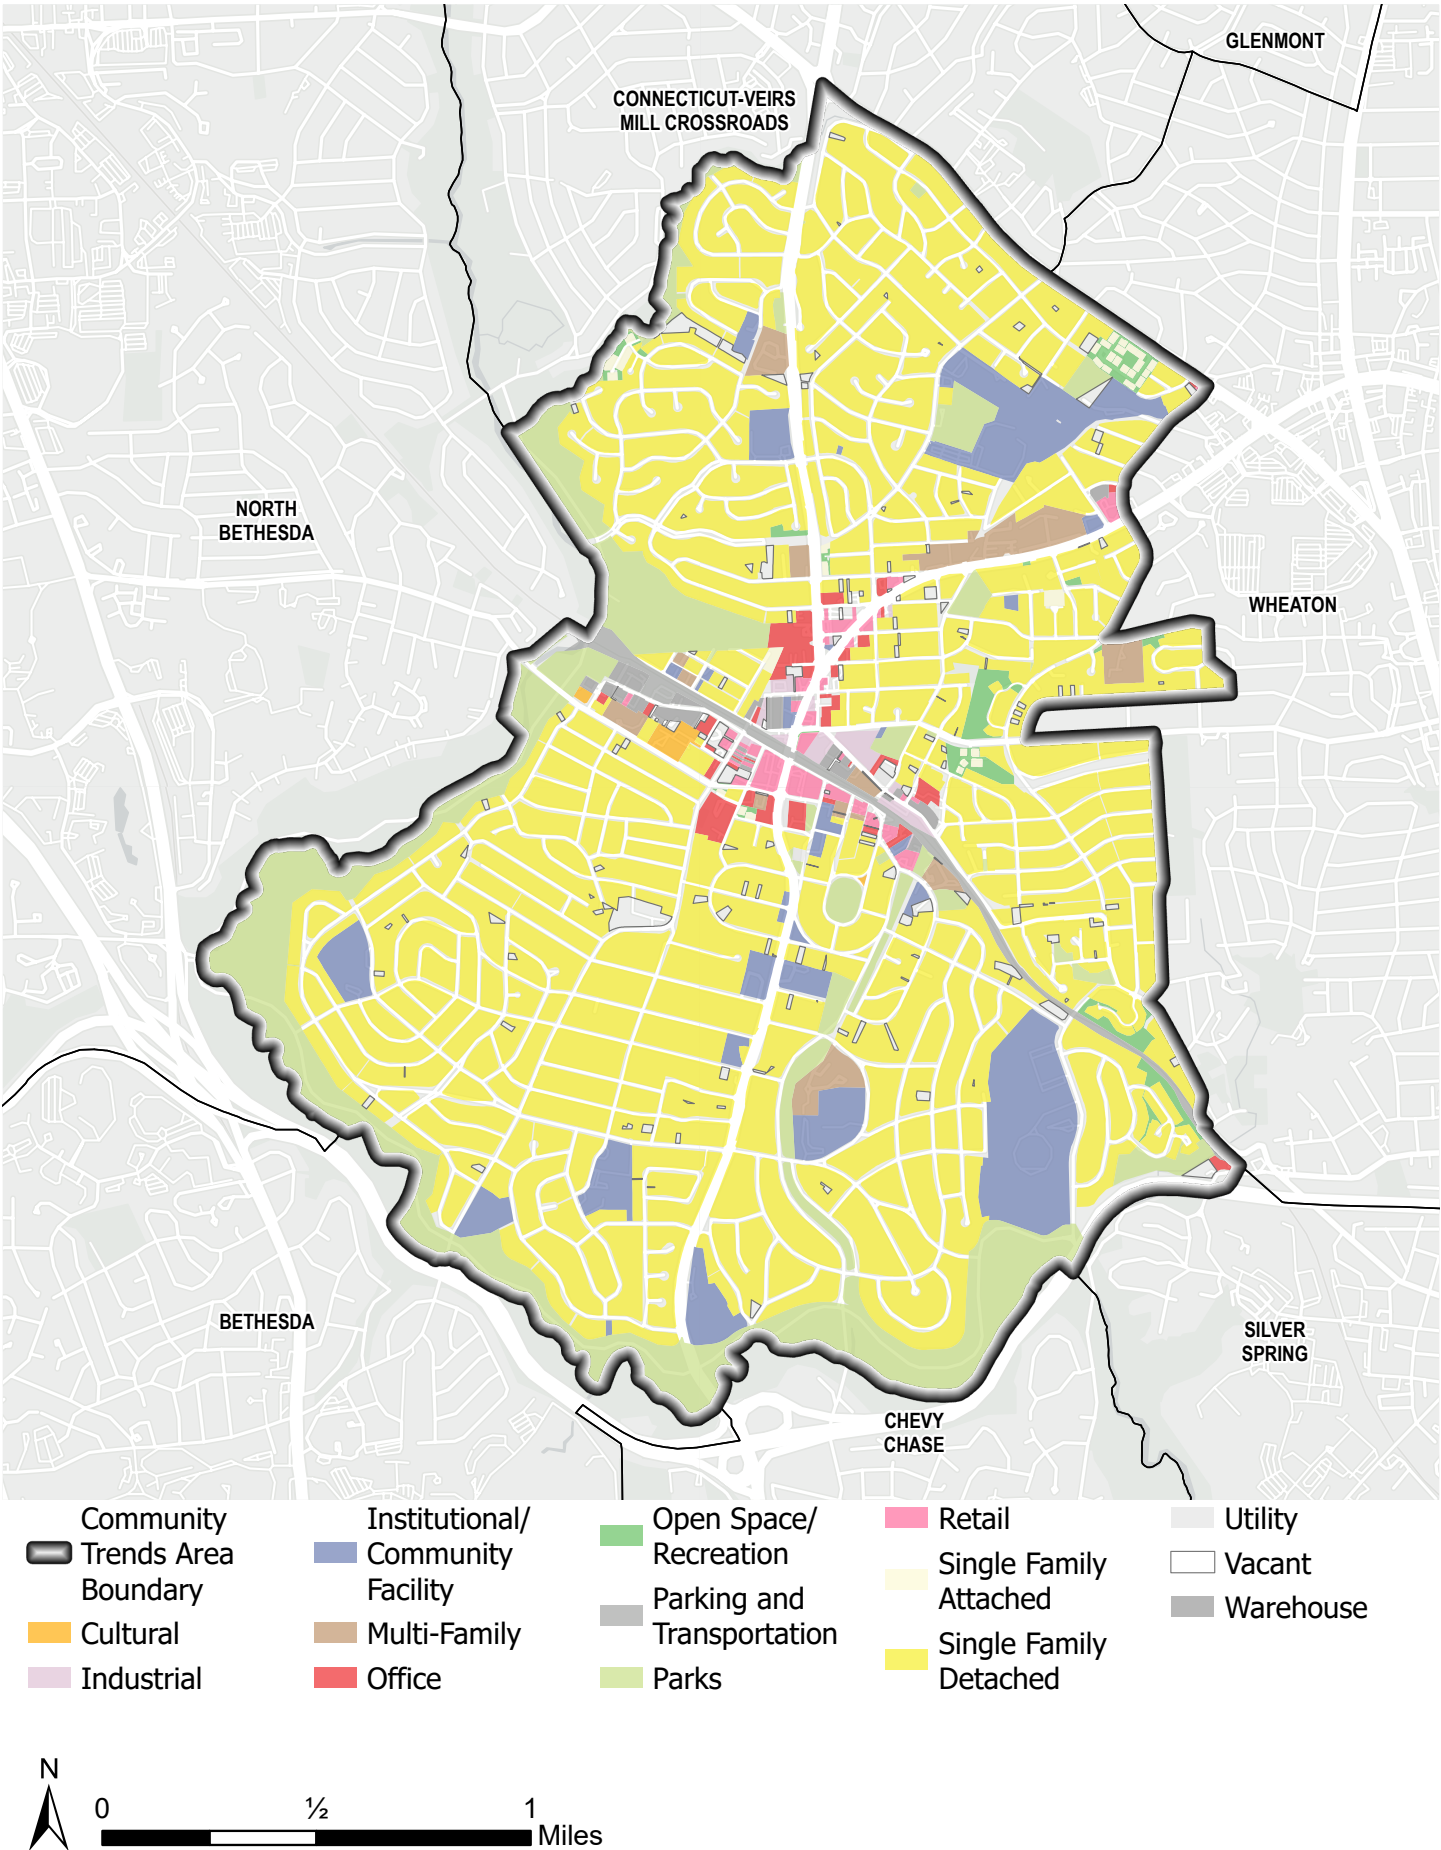 GLENMONT
CONNECTICUT-VEIRS
MILL CROSSROADS
NORTH
BETHESDA
WHEATON
BETHESDA
SILVER
SPRING
CHEVY
CHASE
Community
Trends Area
Boundary
Cultural
Industrial
Institutional/
Community
Facility
Multi-Family
Office
Open Space/
Recreation
Parking and
Transportation
Parks
Retail
Single Family
Attached
Single Family
Detached
Utility
Vacant
Warehouse
N
0 ½ 1
Miles